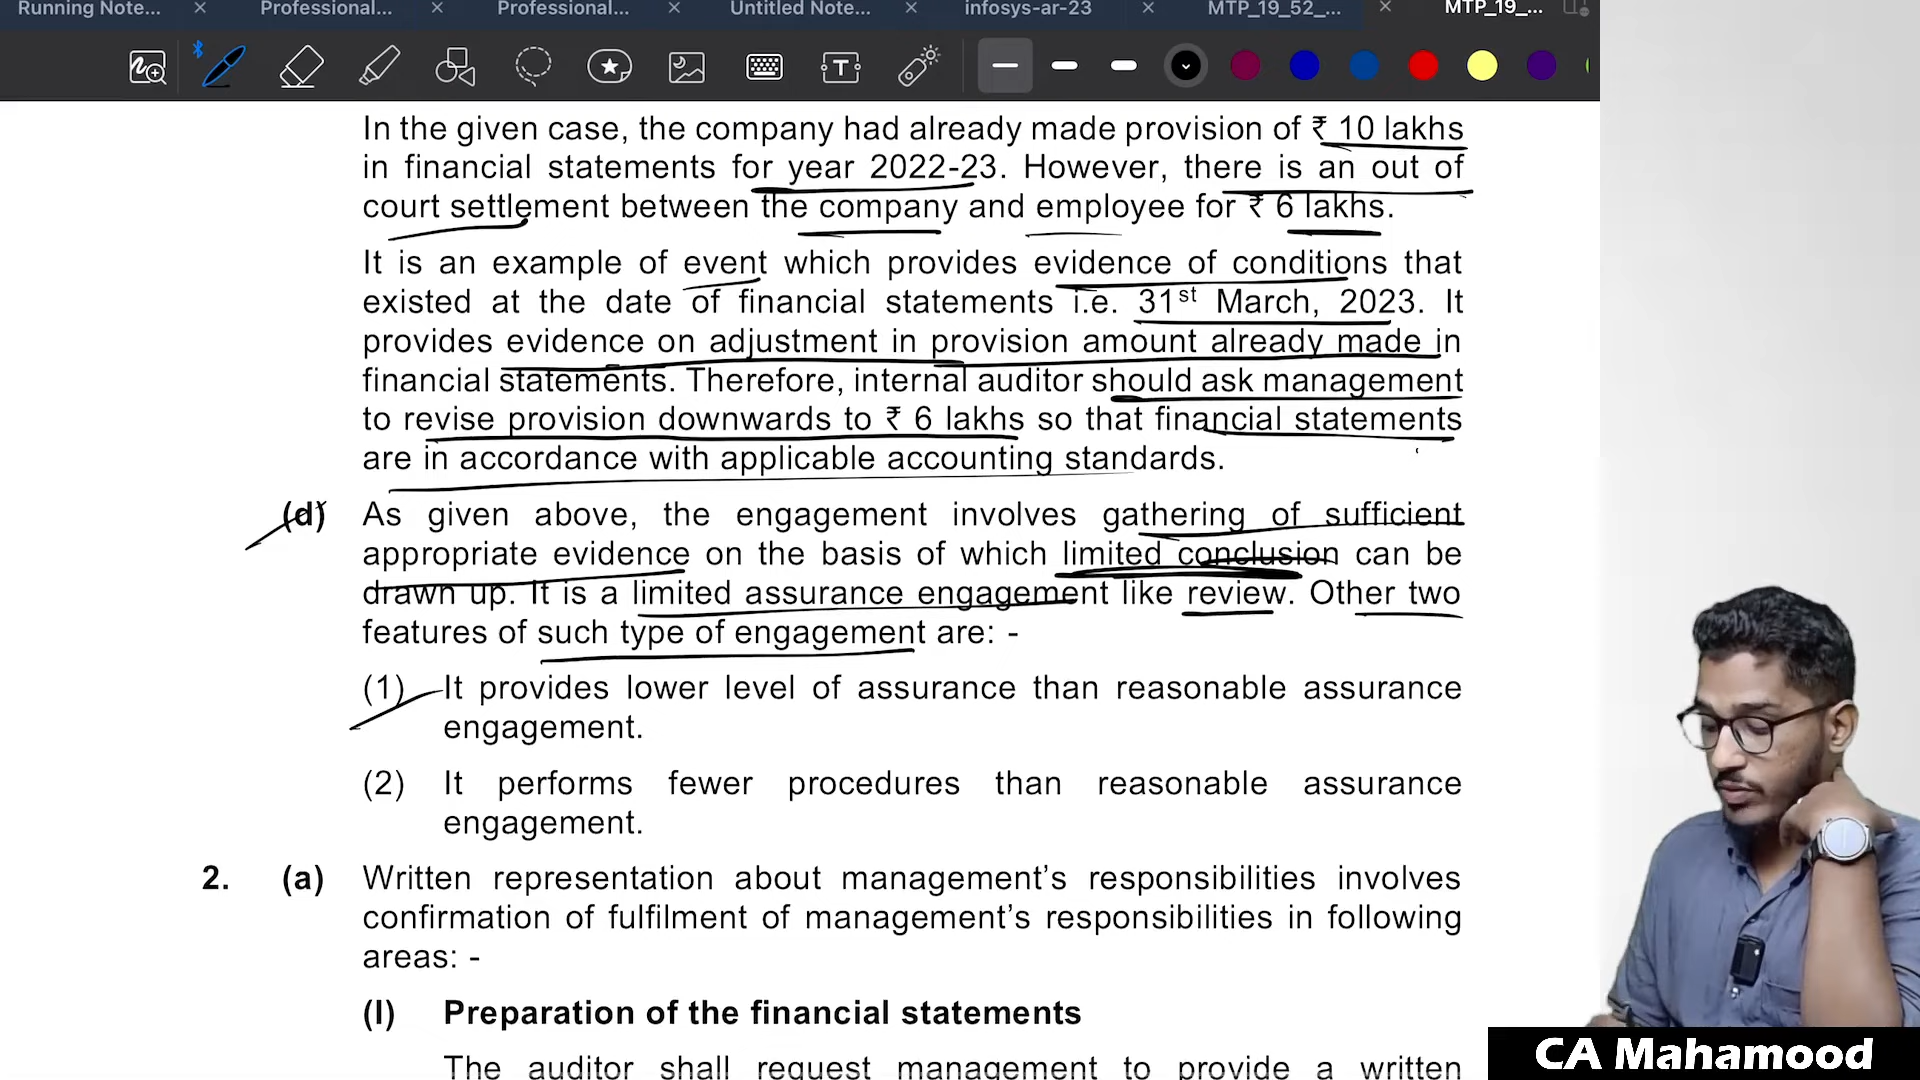 Running Note...
Professional...
Professional...
Untitled Note...
infosys-ar-23
MTP_19_52_...
MTP_19_...
In the given case, the company had already made provision of ₹ 10 lakhs
in financial statements for year 2022-23. However, there is an out of
court settlement between the company and employee for ₹ 6 lakhs.
It is an example of event which provides evidence of conditions that
existed at the date of financial statements i.e. 31st March, 2023. It
provides evidence on adjustment in provision amount already made in
financial statements. Therefore, internal auditor should ask management
to revise provision downwards to ₹ 6 lakhs so that financial statements
are in accordance with applicable accounting standards.
(d) As given above, the engagement involves gathering of sufficient
appropriate evidence on the basis of which limited conclusion can be
drawn up. It is a limited assurance engagement like review. Other two
features of such type of engagement are: -
(1) It provides lower level of assurance than reasonable assurance
engagement.
(2) It performs fewer procedures than reasonable assurance
engagement.
2. (a) Written representation about management's responsibilities involves
confirmation of fulfilment of management's responsibilities in following
areas: -
(I) Preparation of the financial statements
The auditor shall request management to provide a written
CA Mahamood